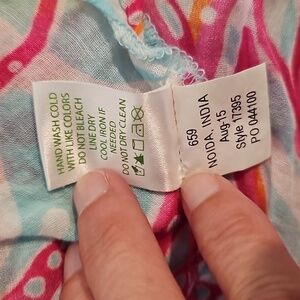 HAND WASH COLD
WITH LIKE COLORS
DO NOT BLEACH
LINE DRY
COOL IRON IF
NEEDED
DO NOT DRY CLEAN
659
NOIDA, INDIA
Aug-15
Style 17395
PO 044100